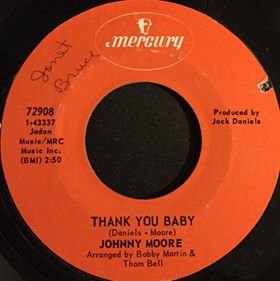 mercury
Janet
Bruce
72908
1-43337
Jadan
Music/MRC
Music Inc.
(BMI) 2:50
Produced by
Jack Daniels
THANK YOU BABY
(Daniels - Moore)
JOHNNY MOORE
Arranged by Bobby Martin &
Thom Bell